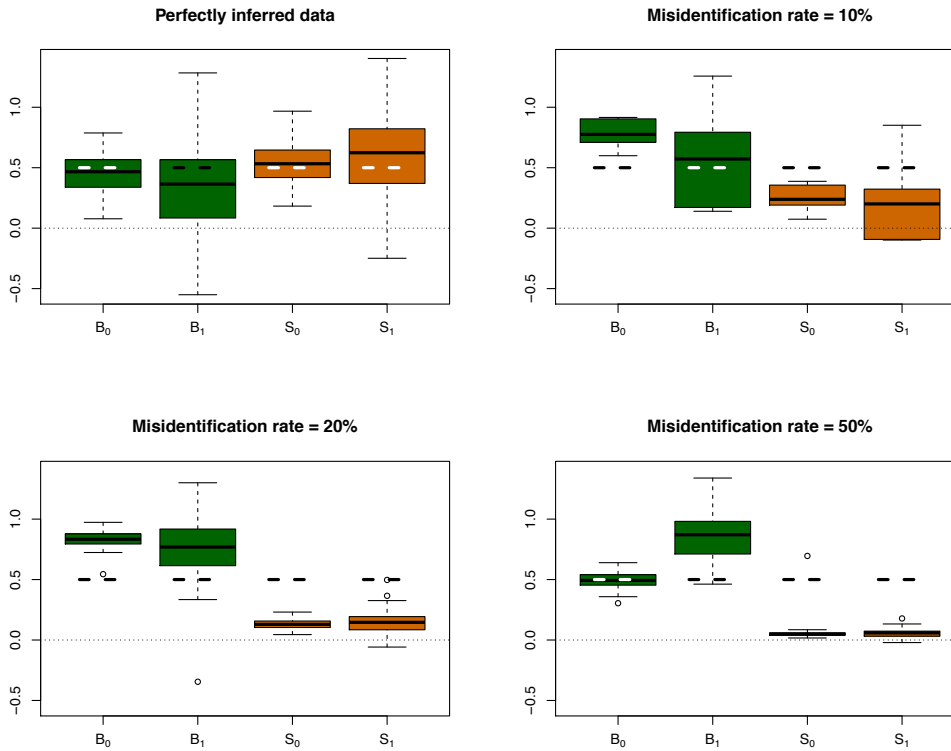 Perfectly inferred data
1.0
0.5
0.0
−0.5
B₀ B₁ S₀ S₁
Misidentification rate = 10%
1.0
0.5
0.0
−0.5
B₀ B₁ S₀ S₁
Misidentification rate = 20%
1.0
0.5
0.0
−0.5
B₀ B₁ S₀ S₁
Misidentification rate = 50%
1.0
0.5
0.0
−0.5
B₀ B₁ S₀ S₁